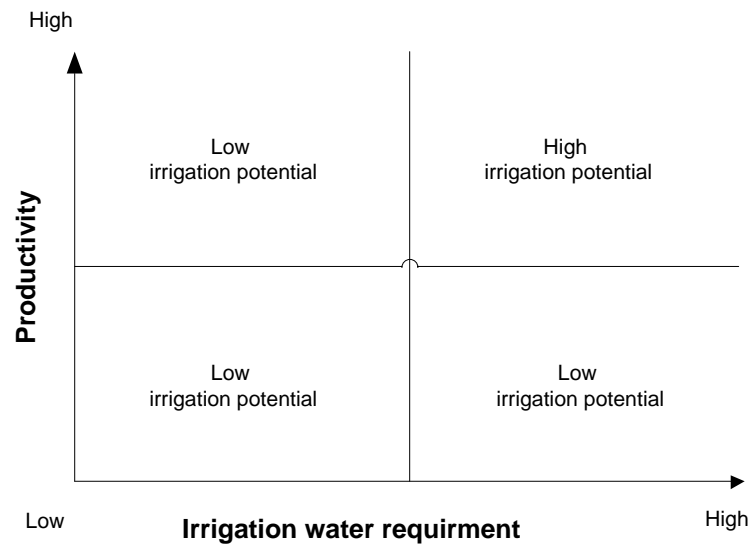 High
Low
irrigation potential
High
irrigation potential
Productivity
Low
irrigation potential
Low
irrigation potential
Low
Irrigation water requirment
High